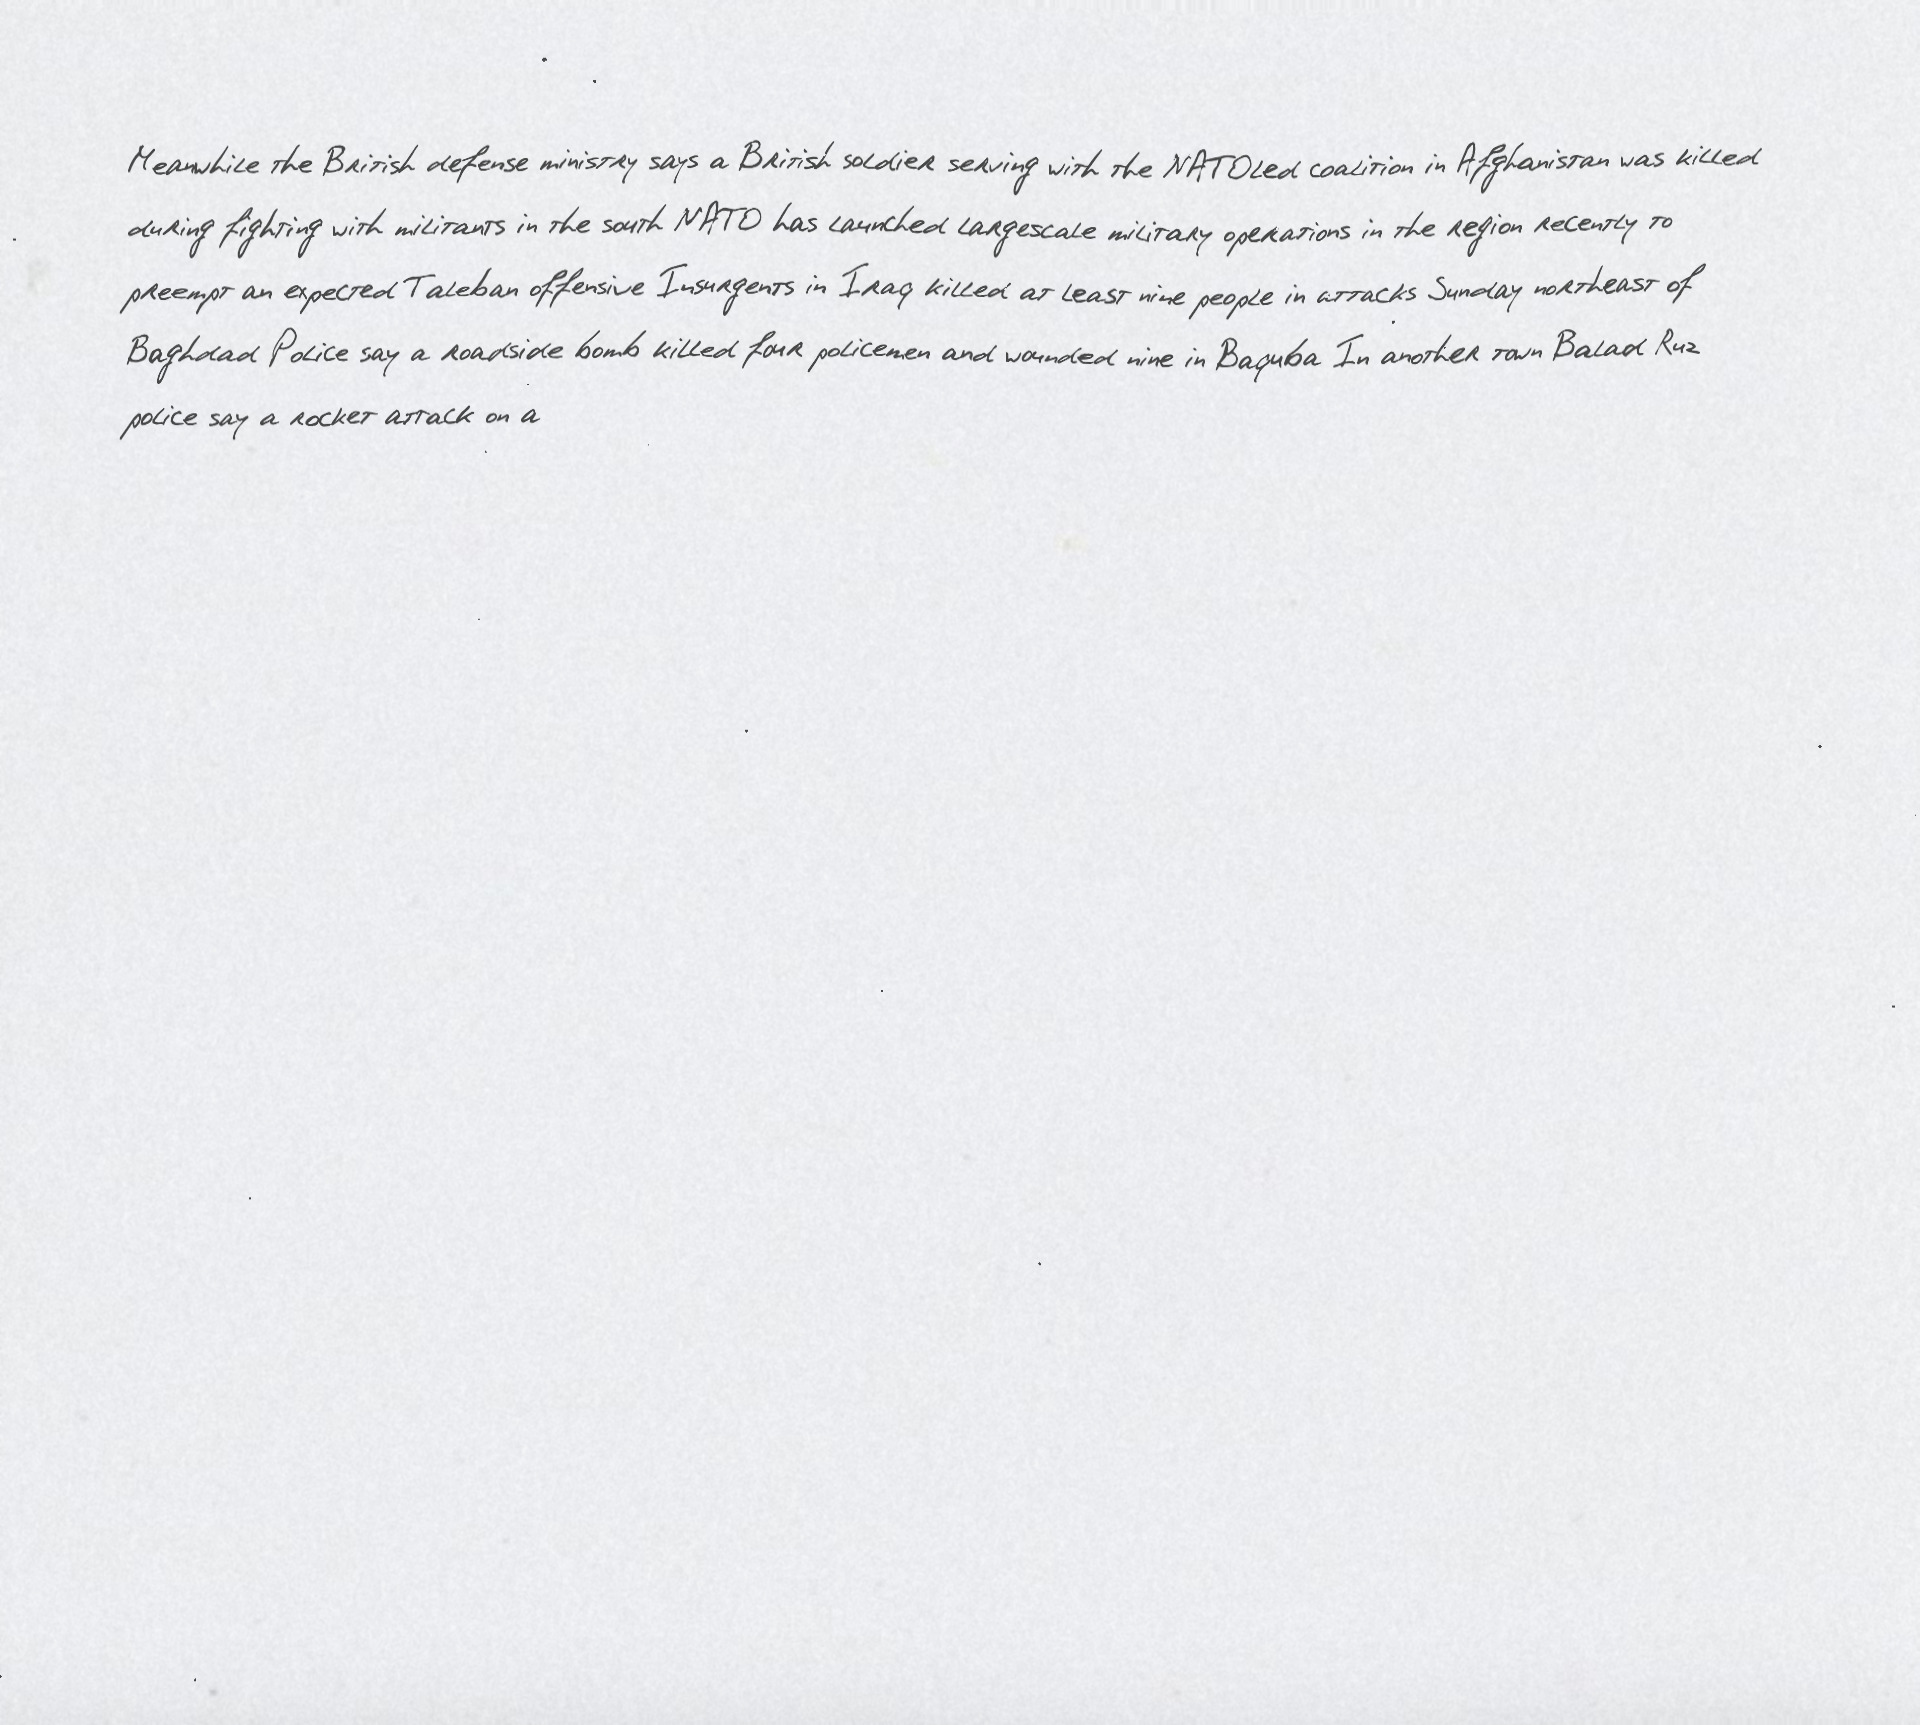 Meanwhile the British defense ministry says a British soldier serving with the NATOled coalition in Afghanistan was killed
during fighting with militants in the south NATO has launched largescale military operations in the region recently to
preempt an expected Taleban offensive Insurgents in Iraq killed at least nine people in attacks Sunday northeast of
Baghdad Police say a roadside bomb killed four policemen and wounded nine in Baquba In another town Balad Ruz
police say a rocket attack on a